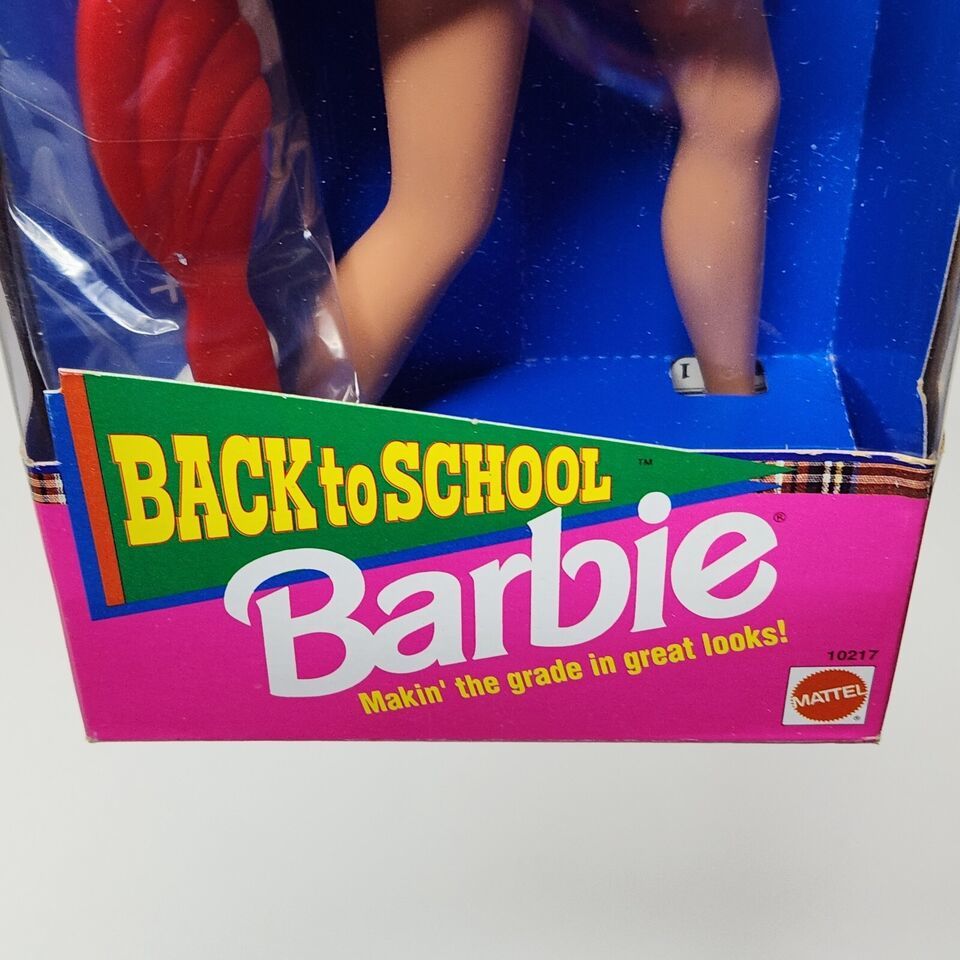 I
BACK to SCHOOL ™
Barbie ®
Makin' the grade in great looks!
10217
MATTEL ®